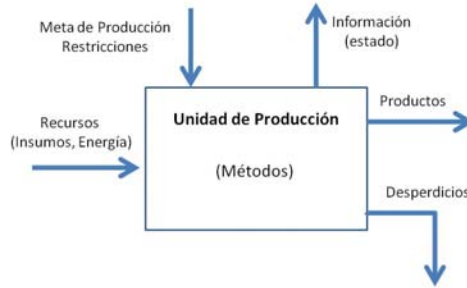 Meta de Producción
Restricciones
Información
(estado)
Recursos
(Insumos, Energía)
Unidad de Producción
(Métodos)
Productos
Desperdicios